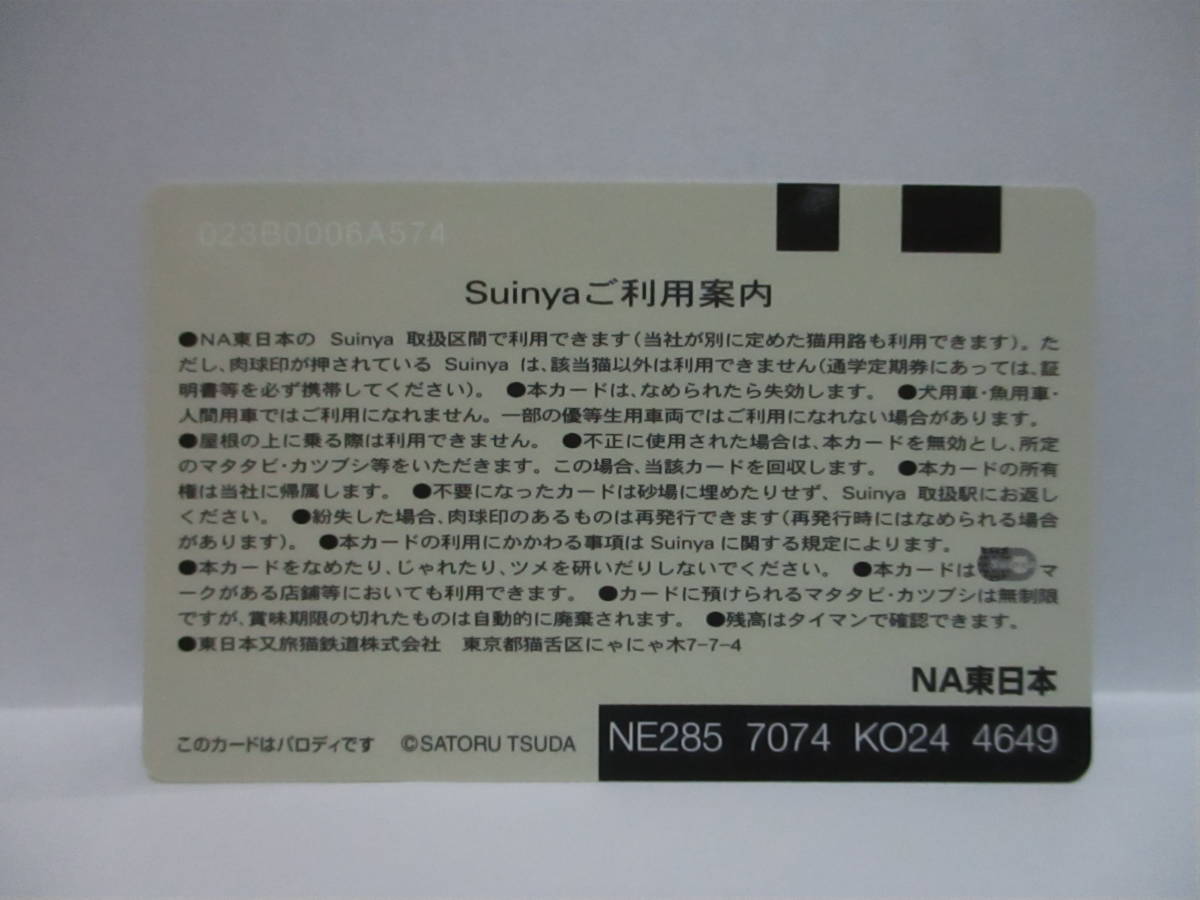 023B0006A574
Suinyaご利用案内
●NA東日本の Suinya 取扱区間で利用できます(当社が別に定めた猫用路も利用できます)。た
だし、肉球印が押されている Suinya は、該当猫以外は利用できません(通学定期券にあっては、証
明書等を必ず携帯してください)。 ●本カードは、なめられたら失効します。 ●犬用車・魚用車・
人間用車ではご利用になれません。一部の優等生用車両ではご利用になれない場合があります。
●屋根の上に乗る際は利用できません。 ●不正に使用された場合は、本カードを無効とし、所定
のマタタビ・カツブシ等をいただきます。この場合、当該カードを回収します。 ●本カードの所有
権は当社に帰属します。 ●不要になったカードは砂場に埋めたりせず、Suinya 取扱駅にお返し
ください。 ●紛失した場合、肉球印のあるものは再発行できます(再発行時にはなめられる場合
があります)。 ●本カードの利用にかかわる事項は Suinya に関する規定によります。
●本カードをなめたり、じゃれたり、ツメを研いだりしないでください。 ●本カードは マ
ークがある店舗等においても利用できます。 ●カードに預けられるマタタビ・カツブシは無制限
ですが、賞味期限の切れたものは自動的に廃棄されます。 ●残高はタイマンで確認できます。
●東日本又旅猫鉄道株式会社 東京都猫舌区にゃにゃ木7-7-4
NA東日本
このカードはパロディです ©SATORU TSUDA NE285 7074 KO24 4649